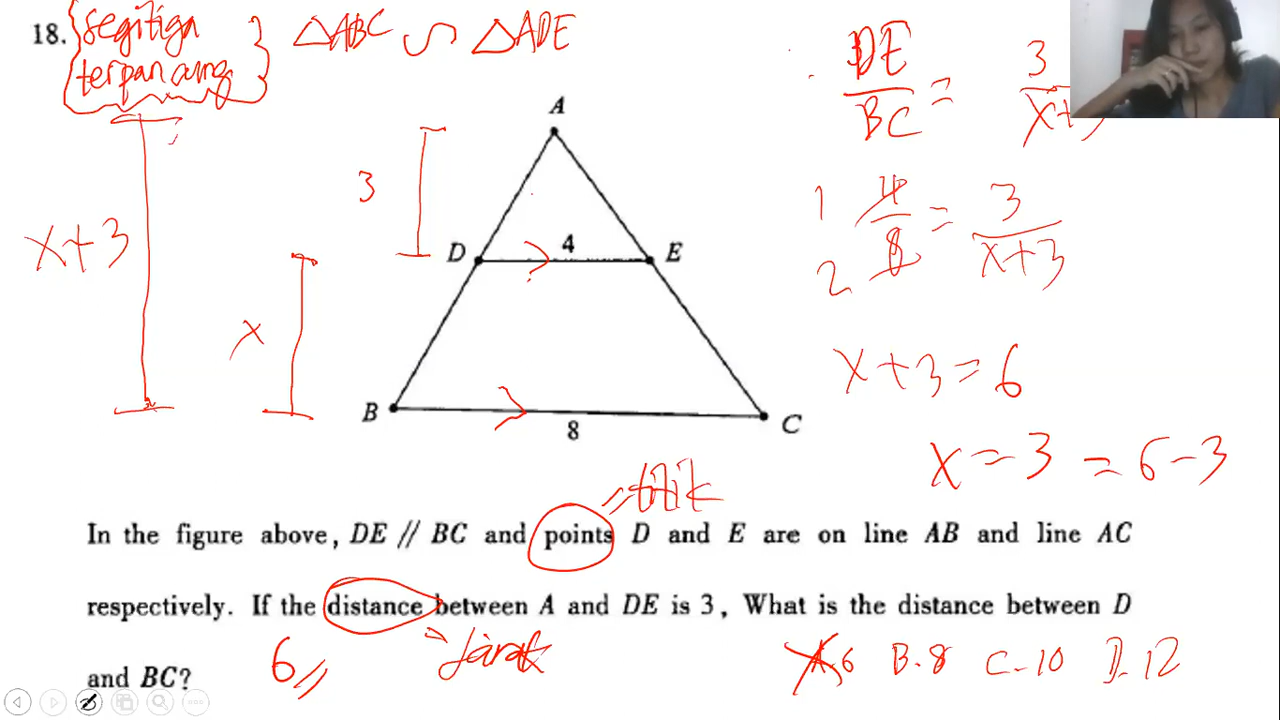 18.
segitiga
terpanjang
△ABC ∽ △ADE
DE/BC = 3/x+3
A
3
D
4
E
x+3
x
B
8
C
1 4/8 = 3/x+3
2
x+3=6
x=3 = 6-3
= titik
In the figure above, DE // BC and points D and E are on line AB and line AC
respectively. If the distance between A and DE is 3, What is the distance between D
and BC?
6
jarak
A.6 B.8 C.10 D.12